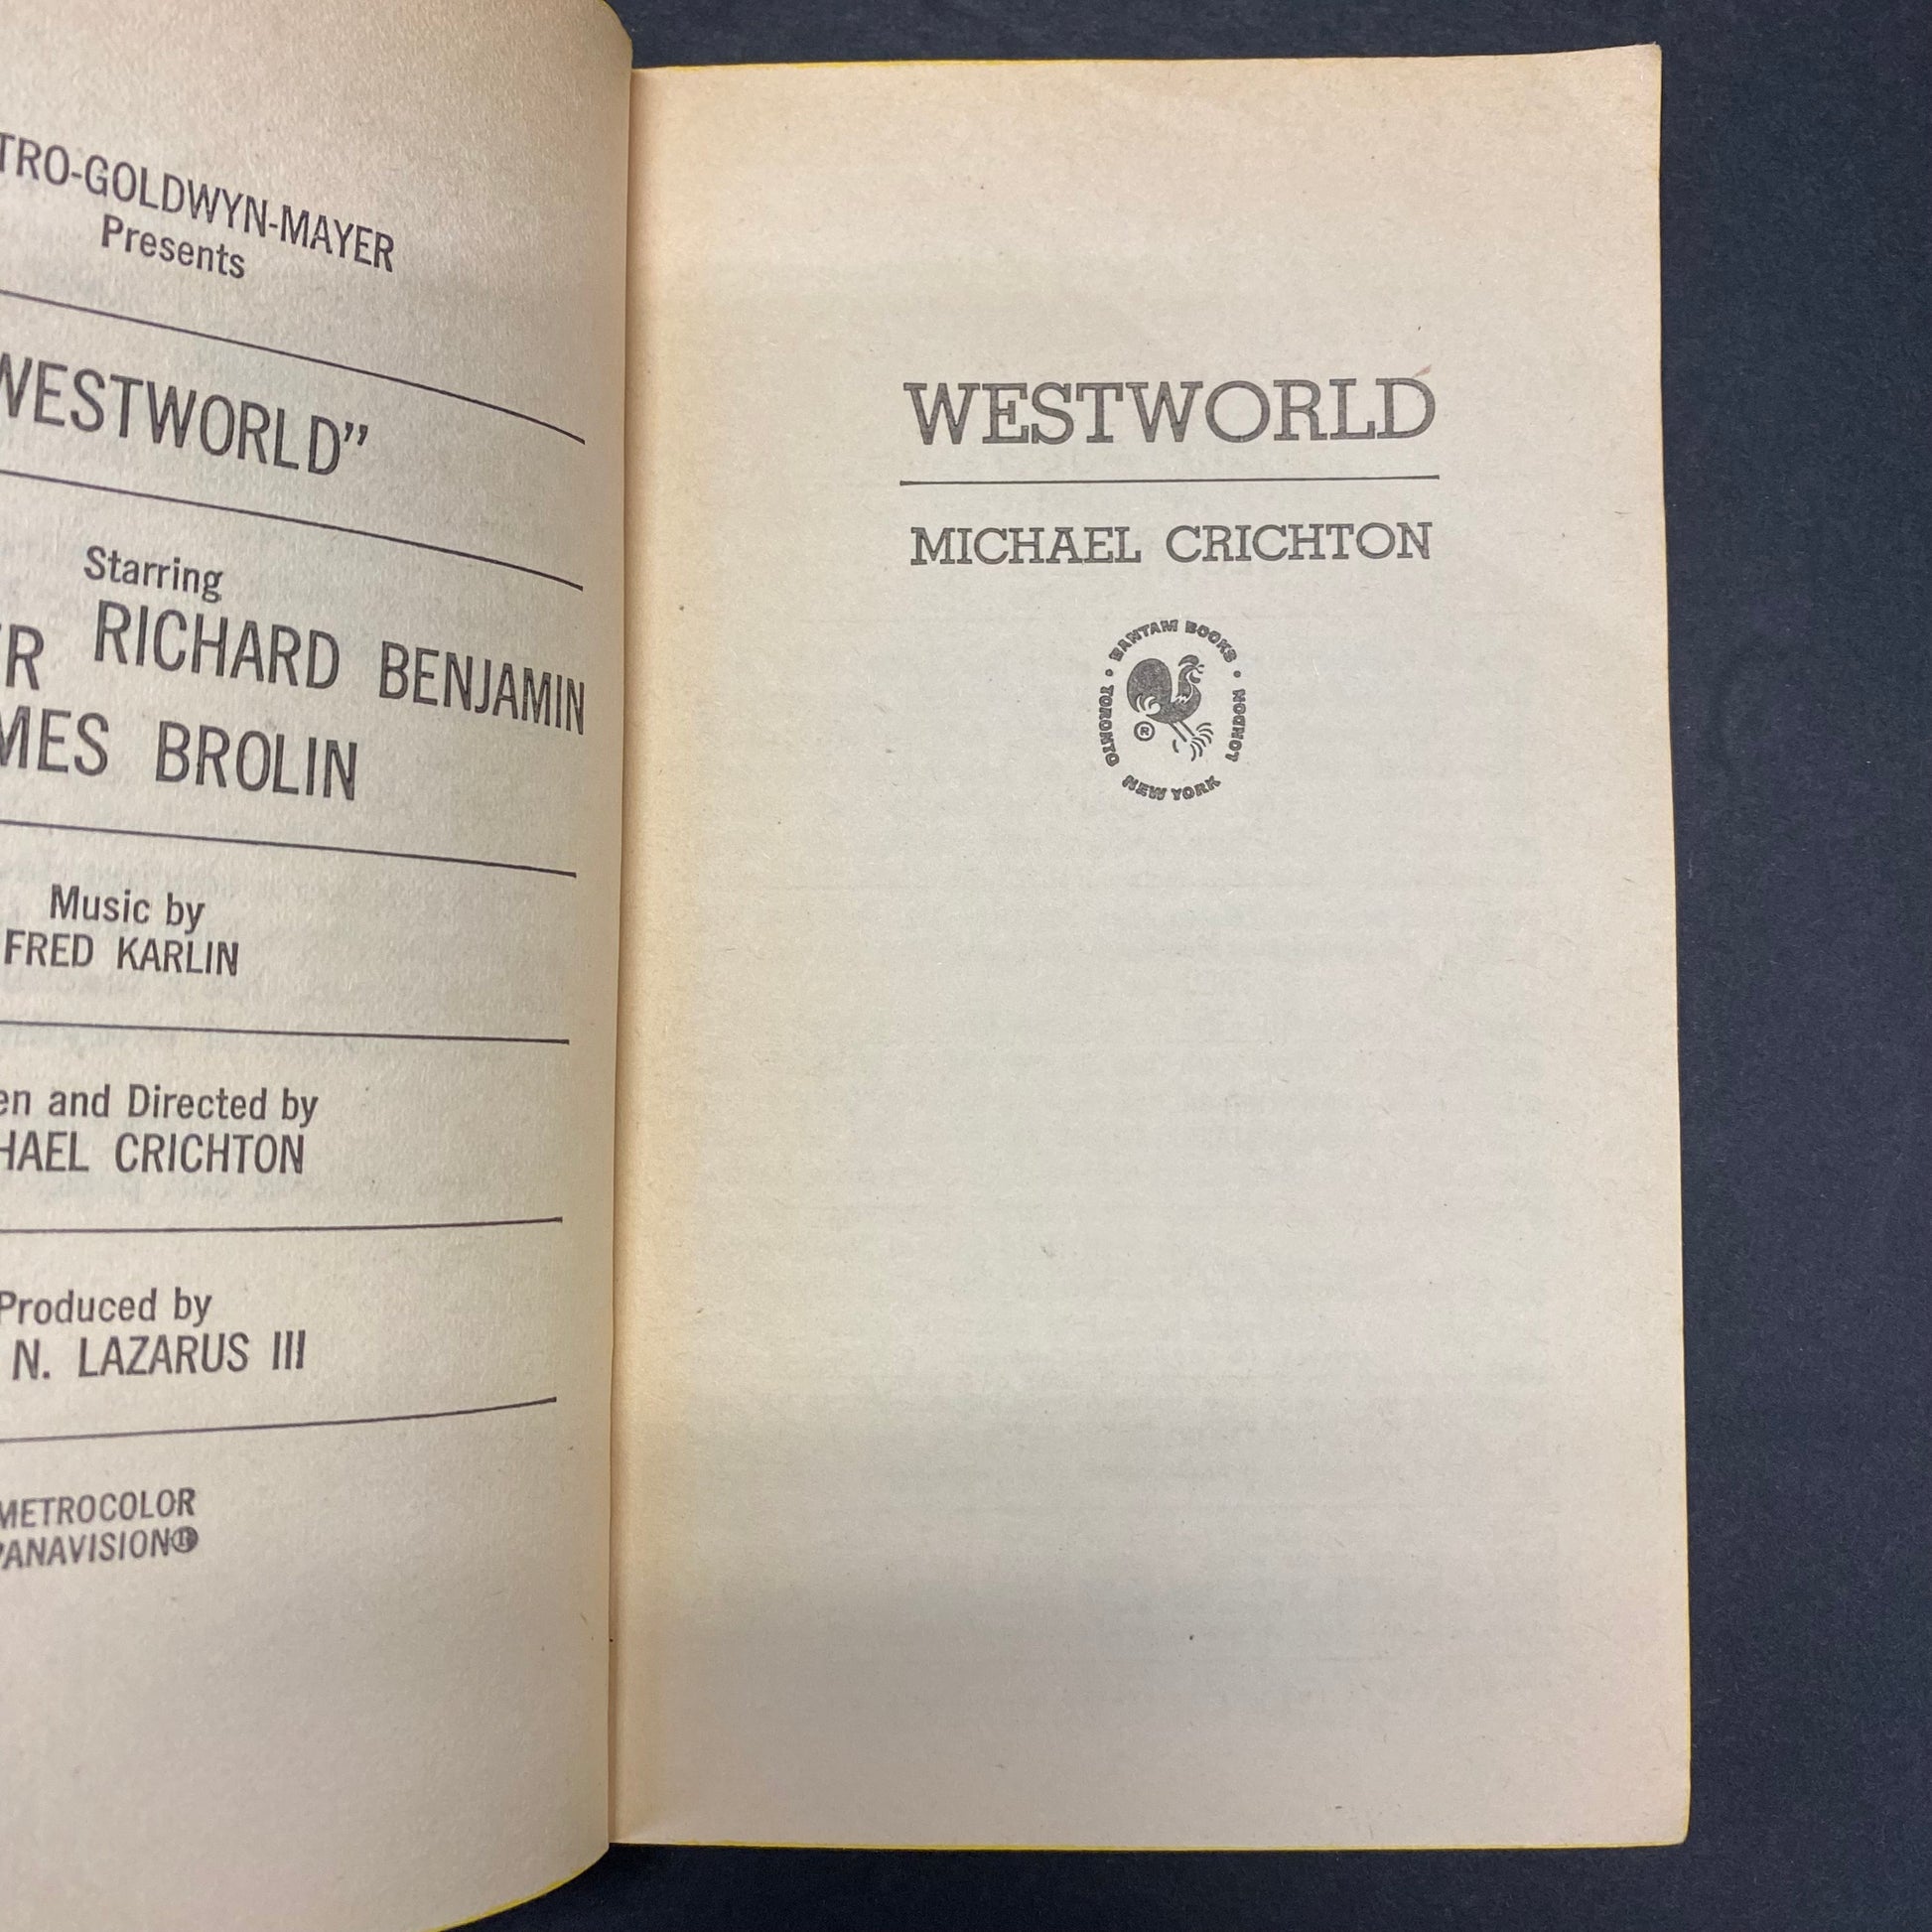 TRO-GOLDWYN-MAYER
Presents
WESTWORLD”
Starring
ER RICHARD BENJAMIN
MES BROLIN
Music by
FRED KARLIN
en and Directed by
HAEL CRICHTON
Produced by
N. LAZARUS III
METROCOLOR
PANAVISION®
WESTWORLD
MICHAEL CRICHTON
BANTAM BOOKS
TORONTO • NEW YORK • LONDON
®